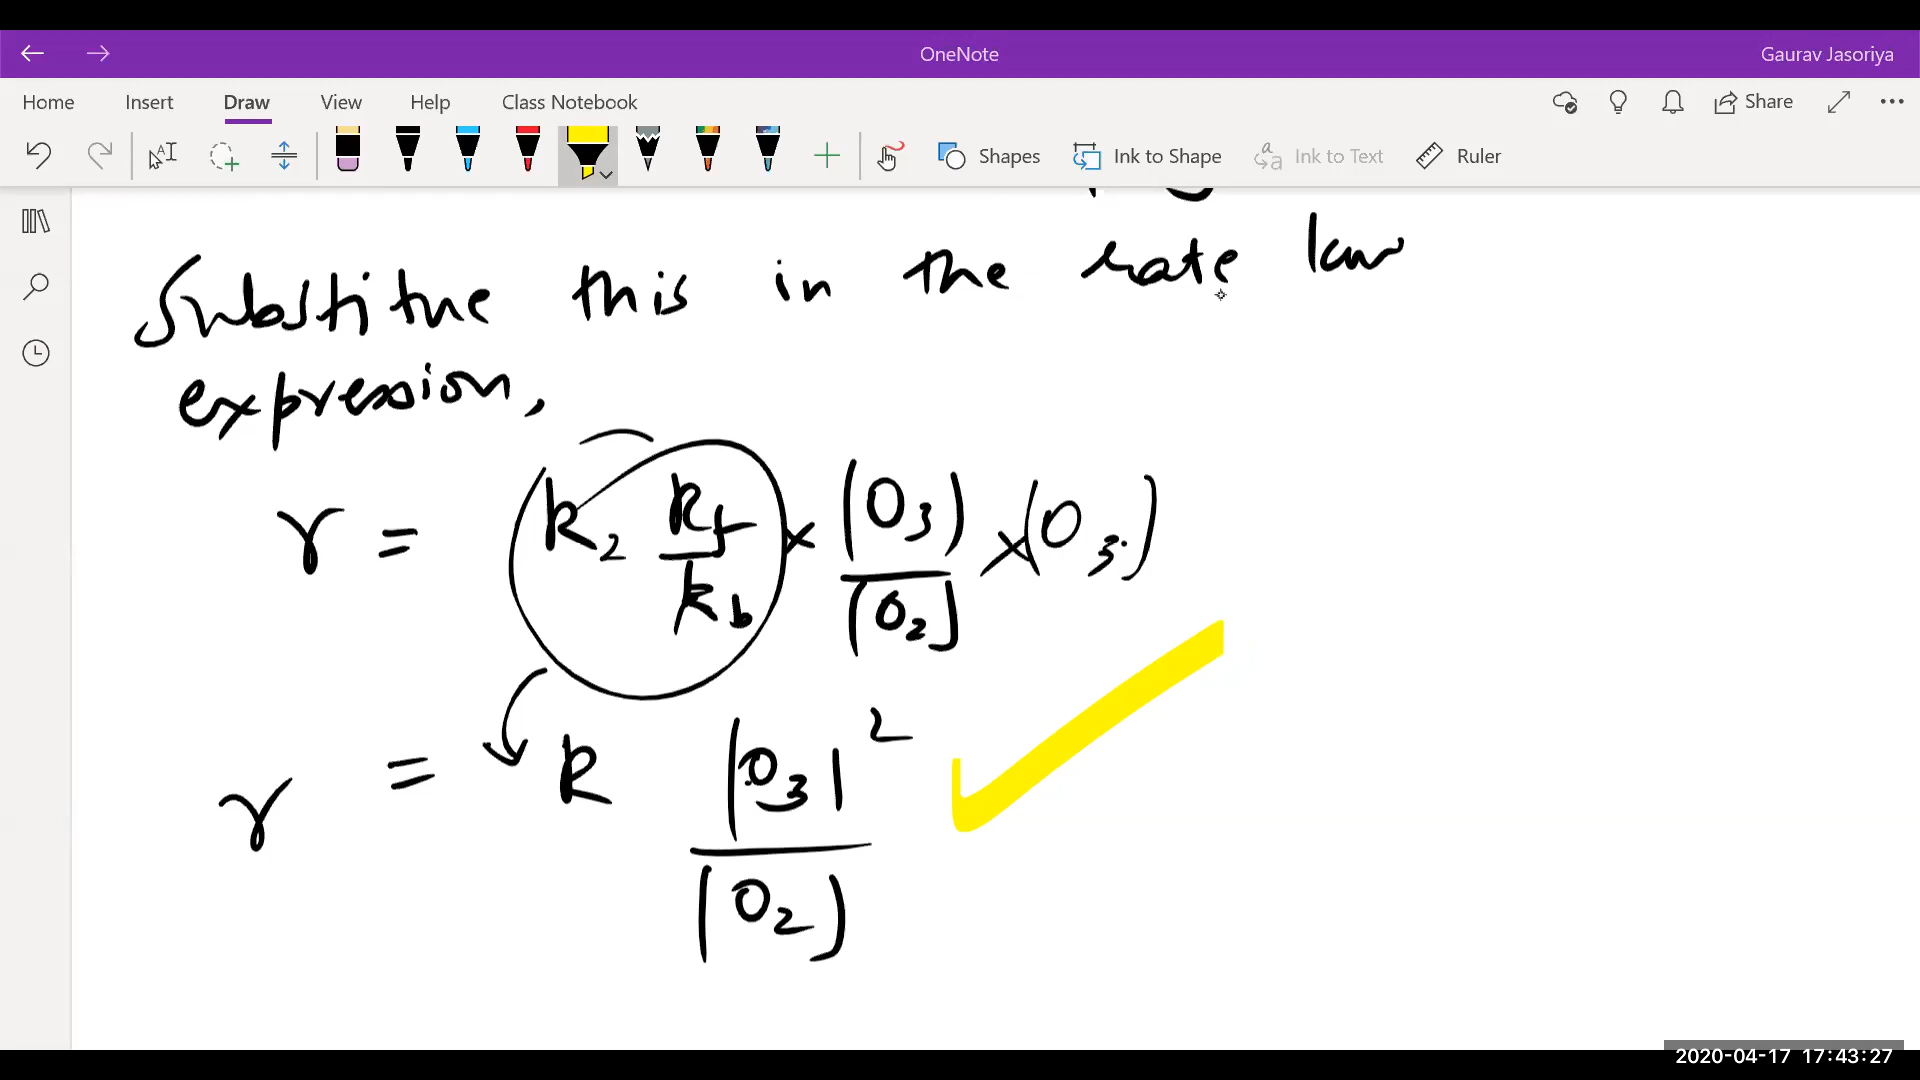 OneNote
Gaurav Jasoriya
Home Insert Draw View Help Class Notebook Share
Shapes Ink to Shape Ink to Text Ruler
Substitue this in the rate law
expression,
r = k₂ kf/kb × (O₃)/[O₂] × (O₃)
r = k [O₃]²/[O₂]
2020-04-17 17:43:27